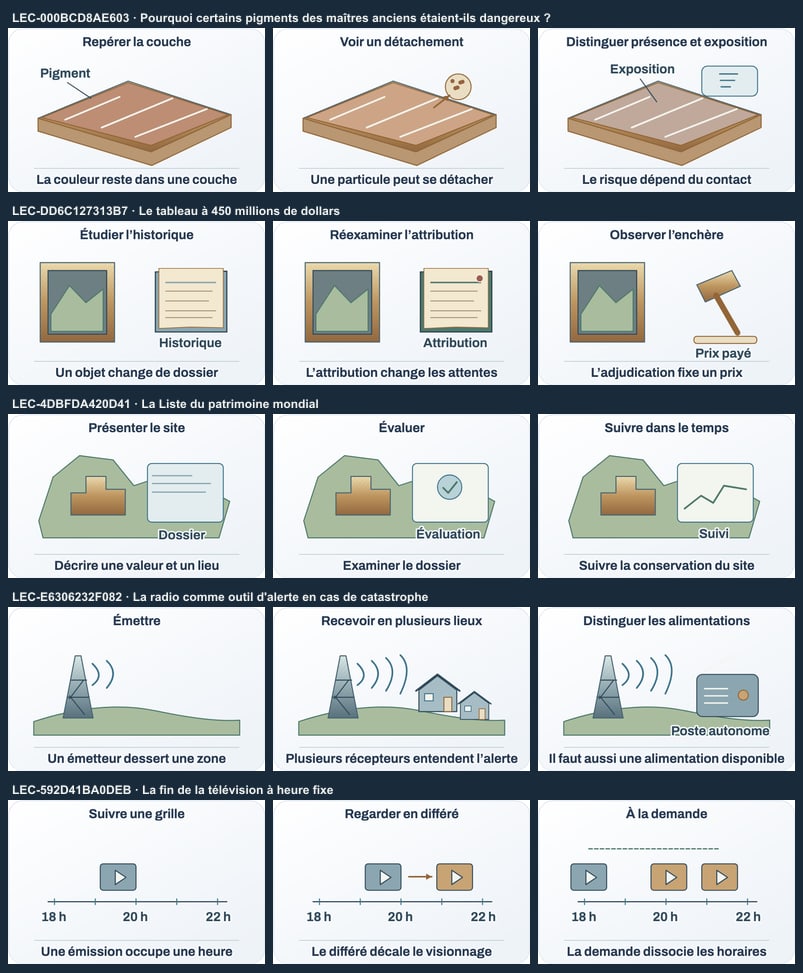 LEC-000BCD8AE603 · Pourquoi certains pigments des maîtres anciens étaient-ils dangereux ?
Repérer la couche
Pigment
La couleur reste dans une couche
Voir un détachement
Une particule peut se détacher
Distinguer présence et exposition
Exposition
Le risque dépend du contact
LEC-DD6C127313B7 · Le tableau à 450 millions de dollars
Étudier l’historique
Historique
Un objet change de dossier
Réexaminer l’attribution
Attribution
L’attribution change les attentes
Observer l’enchère
Prix payé
L’adjudication fixe un prix
LEC-4DBFDA420D41 · La Liste du patrimoine mondial
Présenter le site
Dossier
Décrire une valeur et un lieu
Évaluer
Évaluation
Examiner le dossier
Suivre dans le temps
Suivi
Suivre la conservation du site
LEC-E6306232F082 · La radio comme outil d'alerte en cas de catastrophe
Émettre
Un émetteur dessert une zone
Recevoir en plusieurs lieux
Plusieurs récepteurs entendent l’alerte
Distinguer les alimentations
Poste autonome
Il faut aussi une alimentation disponible
LEC-592D41BA0DEB · La fin de la télévision à heure fixe
Suivre une grille
18 h 20 h 22 h
Une émission occupe une heure
Regarder en différé
18 h 20 h 22 h
Le différé décale le visionnage
À la demande
18 h 20 h 22 h
La demande dissocie les horaires